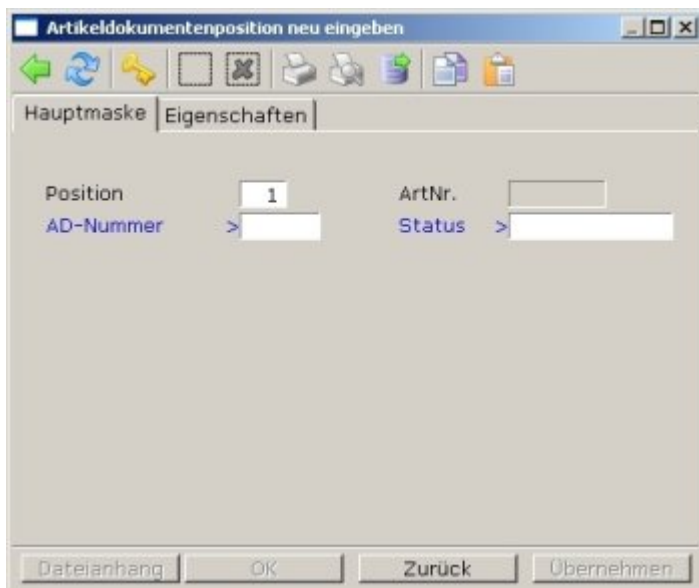 Artikeldokumentenposition neu eingeben
Hauptmaske Eigenschaften
Position 1 ArtNr.
AD-Nummer > Status >
Dateianhang OK Zurück Übernehmen